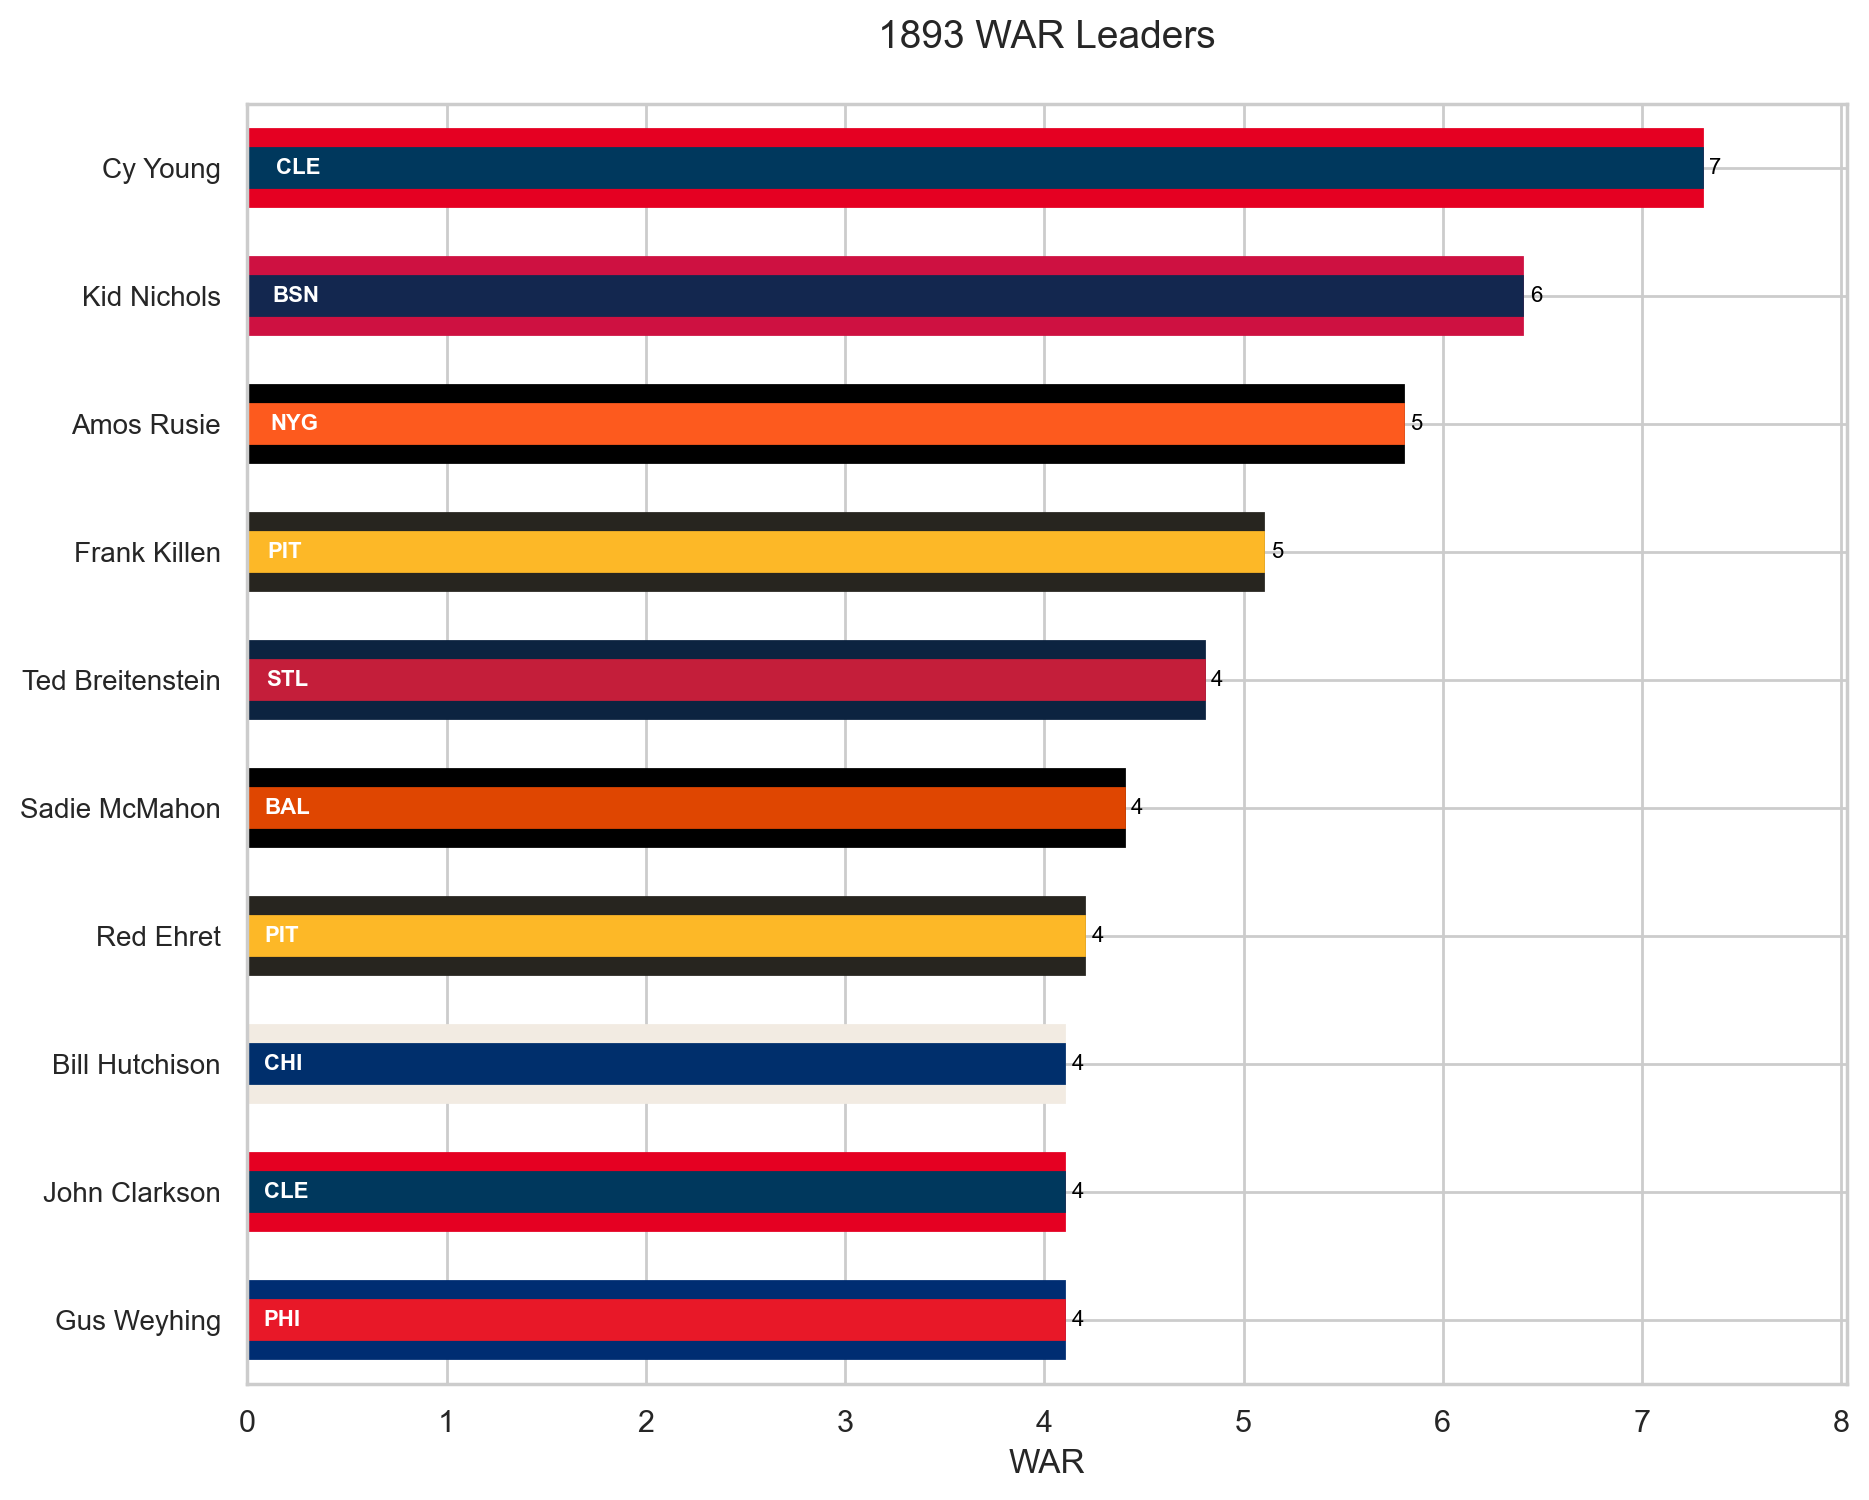 1893 WAR Leaders
Cy Young CLE 7
Kid Nichols BSN 6
Amos Rusie NYG 5
Frank Killen PIT 5
Ted Breitenstein STL 4
Sadie McMahon BAL 4
Red Ehret PIT 4
Bill Hutchison CHI 4
John Clarkson CLE 4
Gus Weyhing PHI 4
0 1 2 3 4 5 6 7 8
WAR